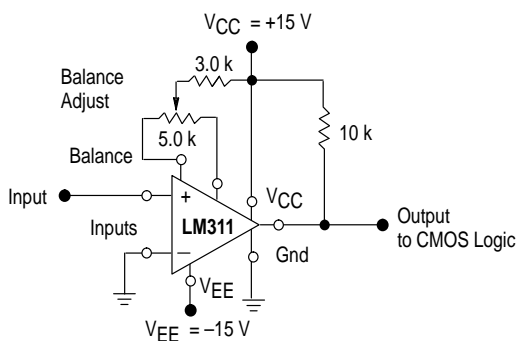 VCC = +15 V
3.0 k
Balance
Adjust
5.0 k
10 k
Balance
Input
+
VCC
LM311
Output
to CMOS Logic
Inputs
–
Gnd
VEE
VEE = –15 V